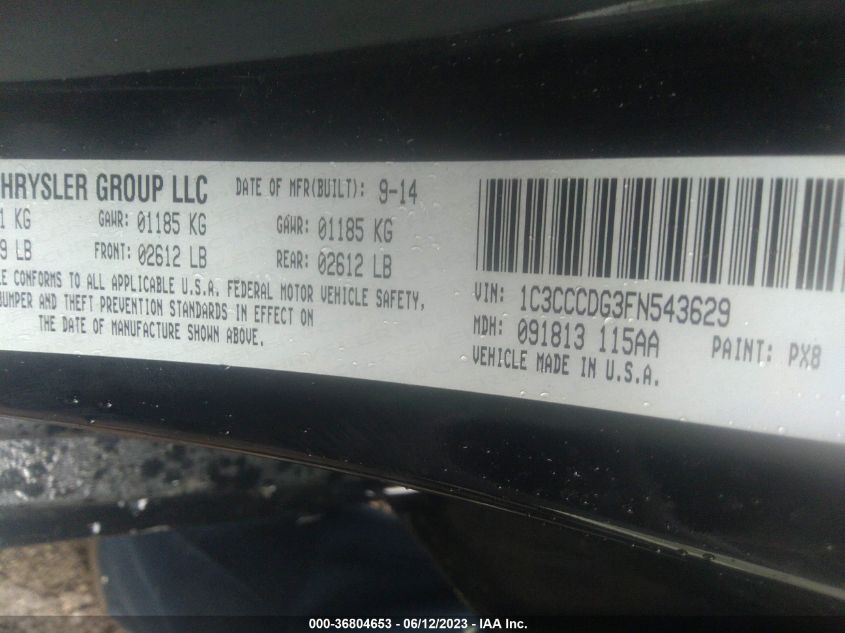 HRYSLER GROUP LLC DATE OF MFR(BUILT): 9-14
1 KG GAWR: 01185 KG GAWR: 01185 KG
9 LB FRONT: 02612 LB REAR: 02612 LB
LE CONFORMS TO ALL APPLICABLE U.S.A. FEDERAL MOTOR VEHICLE SAFETY,
BUMPER AND THEFT PREVENTION STANDARDS IN EFFECT ON
THE DATE OF MANUFACTURE SHOWN ABOVE.
VIN: 1C3CCCDG3FN543629
MDH: 091813 115AA PAINT: PX8
VEHICLE MADE IN U.S.A.
000-36804653 - 06/12/2023 - IAA Inc.